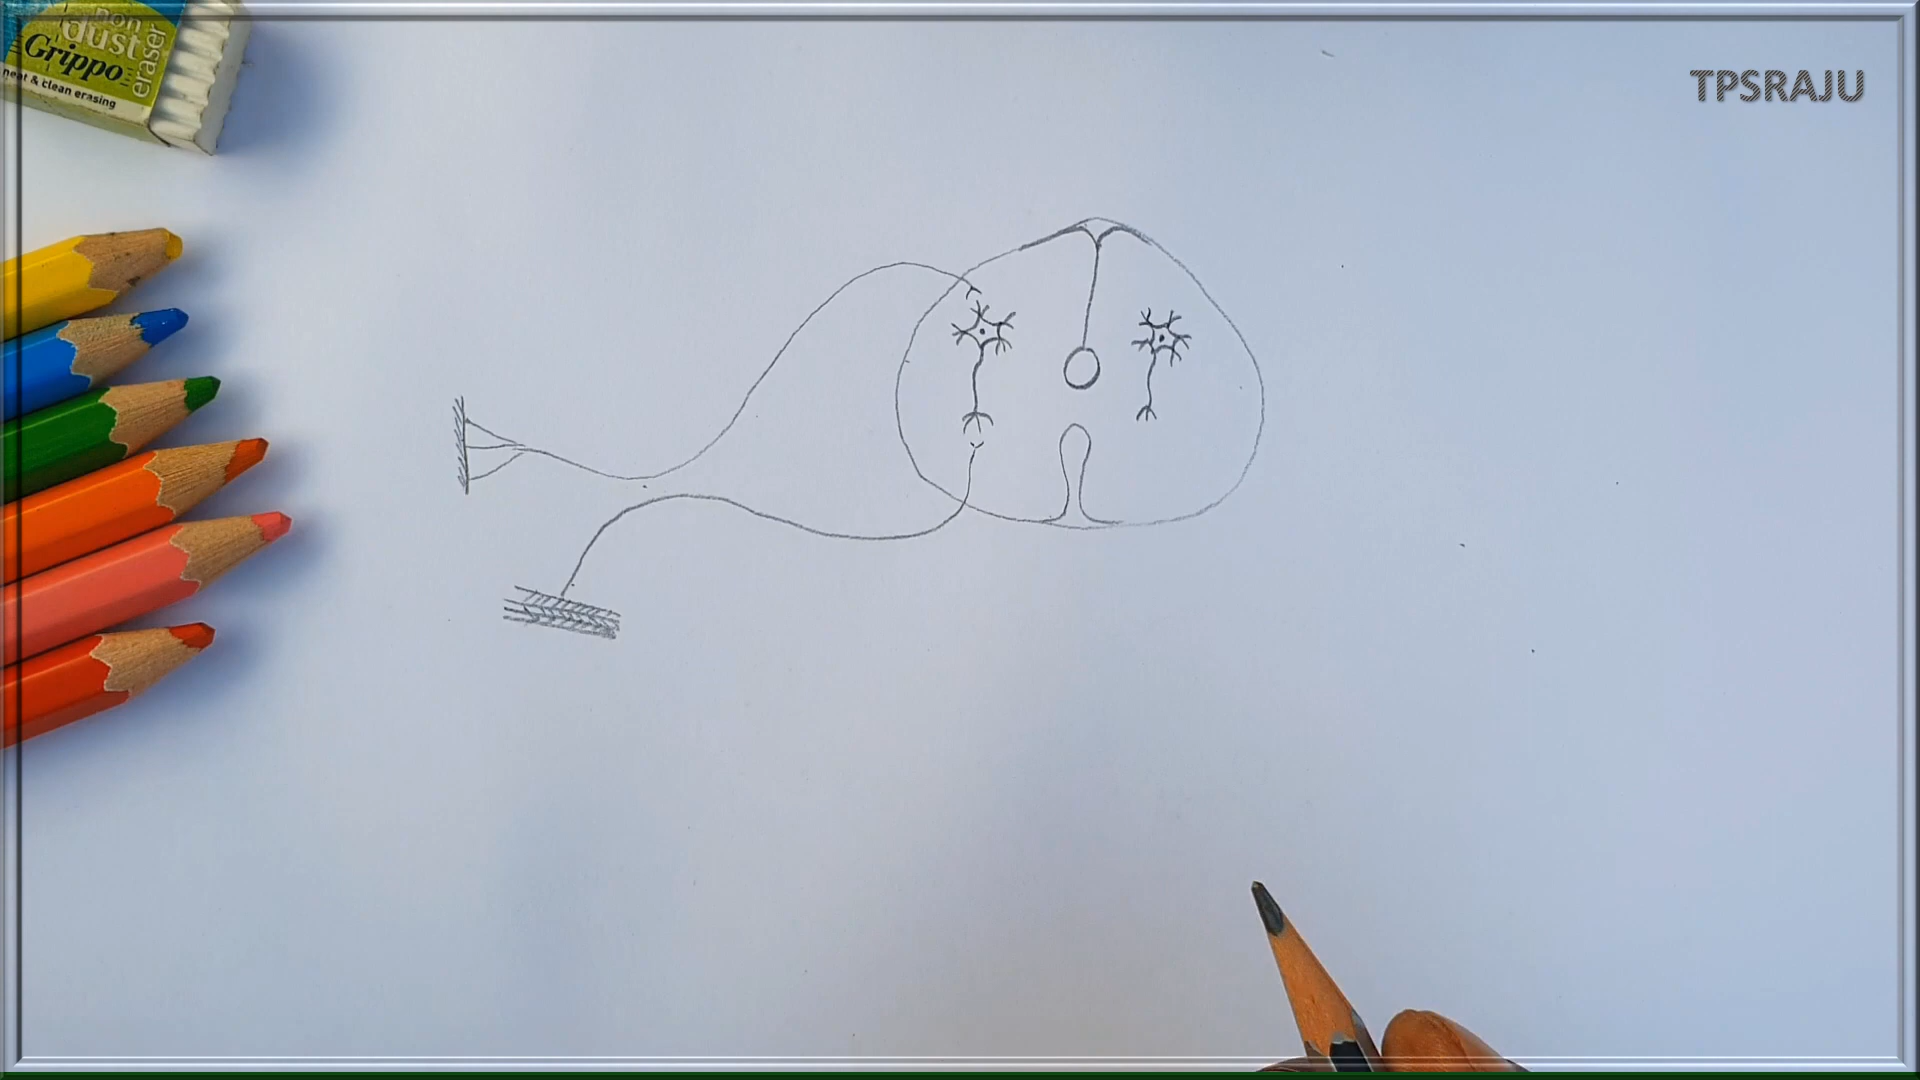 non
dust
Grippo
eraser
neat & clean erasing
TPSRAJU